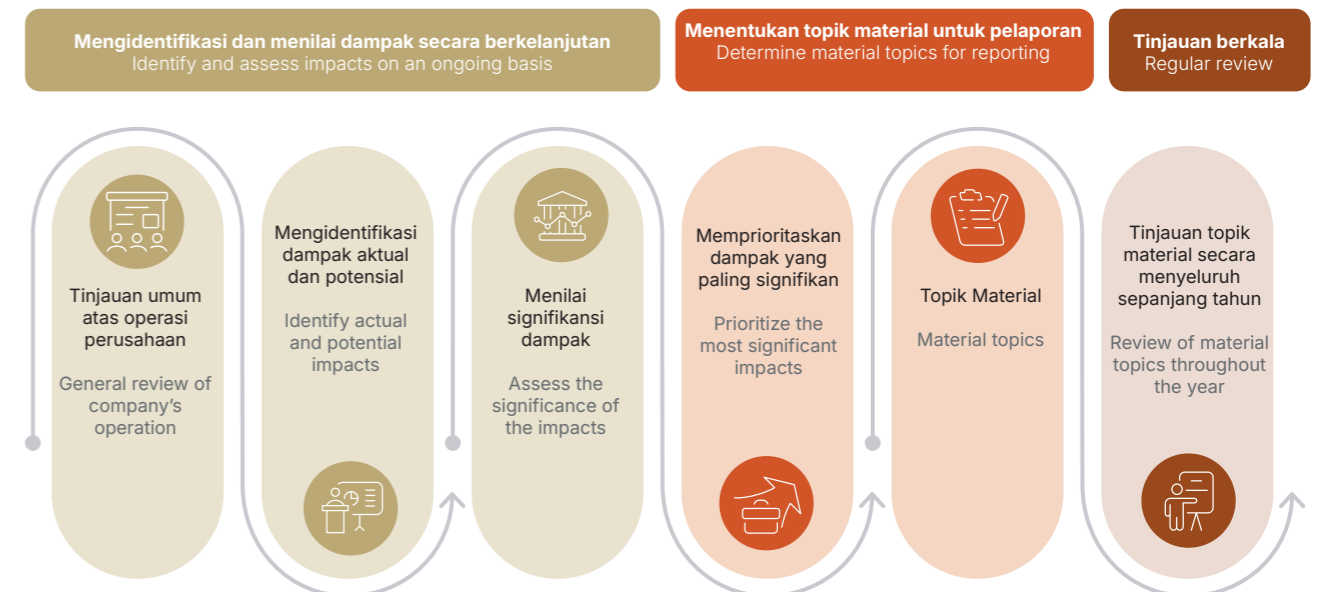 Mengidentifikasi dan menilai dampak secara berkelanjutan
Identify and assess impacts on an ongoing basis
Menentukan topik material untuk pelaporan
Determine material topics for reporting
Tinjauan berkala
Regular review
Tinjauan umum
atas operasi
perusahaan
General review of
company’s
operation
Mengidentifikasi
dampak aktual
dan potensial
Identify actual
and potential
impacts
Menilai
signifikansi
dampak
Assess the
significance of
the impacts
Memprioritaskan
dampak yang
paling signifikan
Prioritize the
most significant
impacts
Topik Material
Material topics
Tinjauan topik
material secara
menyeluruh
sepanjang tahun
Review of material
topics throughout
the year